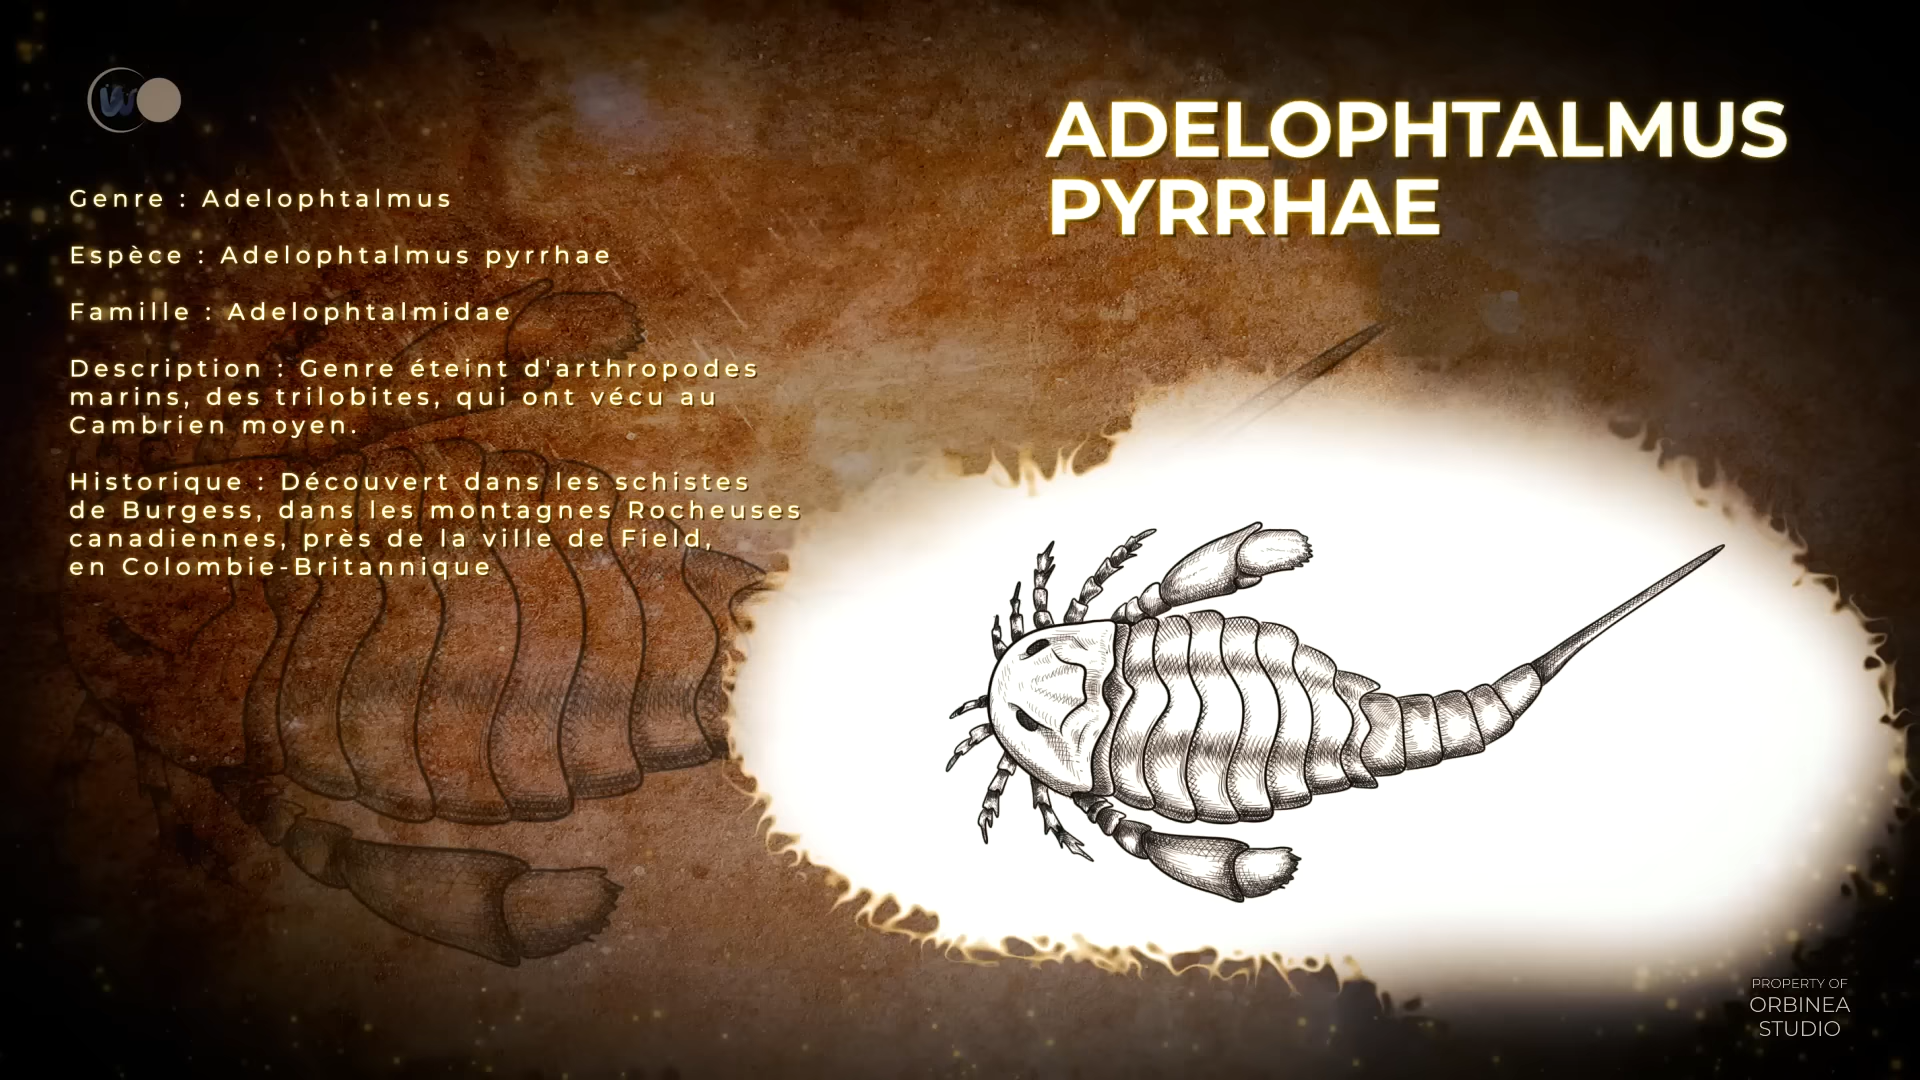 W
ADELOPHTALMUS
PYRRHAE
Genre : Adelophtalmus
Espèce : Adelophtalmus pyrrhae
Famille : Adelophtalmidae
Description : Genre éteint d'arthropodes
marins, des trilobites, qui ont vécu au
Cambrien moyen.
Historique : Découvert dans les schistes
de Burgess, dans les montagnes Rocheuses
canadiennes, près de la ville de Field,
en Colombie-Britannique
PROPERTY OF
ORBINEA
STUDIO